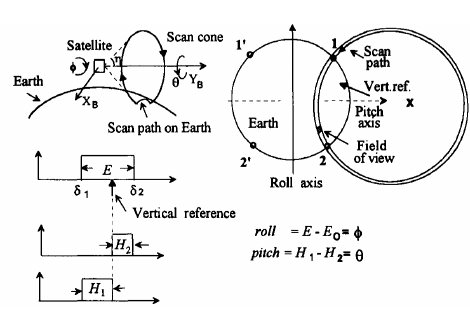 Satellite
Scan cone
η
ϕ
θ
Y_B
Earth
X_B
Scan path on Earth
1'
1
Scan
path
Vert.ref.
Pitch
axis
x
Earth
Field
of view
2'
2
Roll axis
E
δ₁
δ₂
Vertical reference
H₂
H₁
roll = E - E₀ = ϕ
pitch = H₁ - H₂ = θ